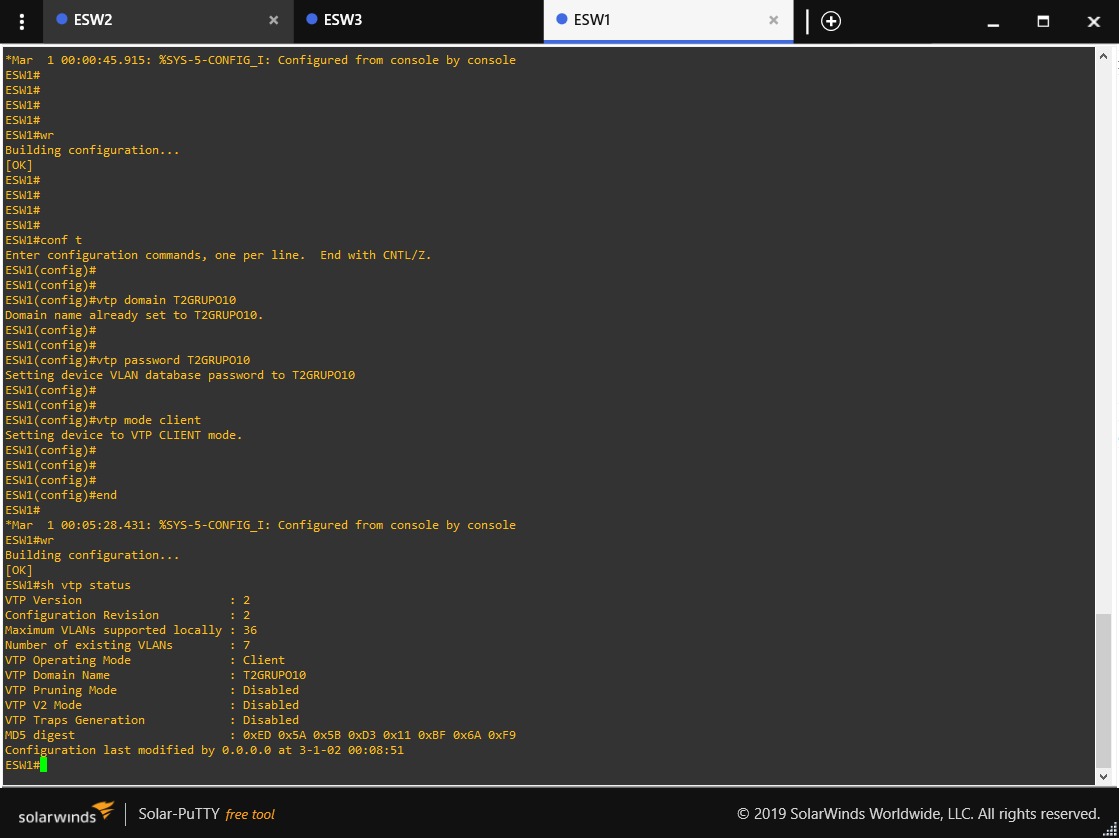 ESW2
ESW3
ESW1
*Mar  1 00:00:45.915: %SYS-5-CONFIG_I: Configured from console by console
ESW1#
ESW1#
ESW1#
ESW1#
ESW1#wr
Building configuration...
[OK]
ESW1#
ESW1#
ESW1#
ESW1#
ESW1#conf t
Enter configuration commands, one per line.  End with CNTL/Z.
ESW1(config)#
ESW1(config)#
ESW1(config)#vtp domain T2GRUPO10
Domain name already set to T2GRUPO10.
ESW1(config)#
ESW1(config)#
ESW1(config)#vtp password T2GRUPO10
Setting device VLAN database password to T2GRUPO10
ESW1(config)#
ESW1(config)#
ESW1(config)#vtp mode client
Setting device to VTP CLIENT mode.
ESW1(config)#
ESW1(config)#
ESW1(config)#
ESW1(config)#end
ESW1#
*Mar  1 00:05:28.431: %SYS-5-CONFIG_I: Configured from console by console
ESW1#wr
Building configuration...
[OK]
ESW1#sh vtp status
VTP Version                     : 2
Configuration Revision          : 2
Maximum VLANs supported locally : 36
Number of existing VLANs        : 7
VTP Operating Mode              : Client
VTP Domain Name                 : T2GRUPO10
VTP Pruning Mode                : Disabled
VTP V2 Mode                     : Disabled
VTP Traps Generation            : Disabled
MD5 digest                      : 0xED 0x5A 0x5B 0xD3 0x11 0xBF 0x6A 0xF9
Configuration last modified by 0.0.0.0 at 3-1-02 00:08:51
ESW1#
solarwinds
Solar-PuTTY free tool
© 2019 SolarWinds Worldwide, LLC. All rights reserved.